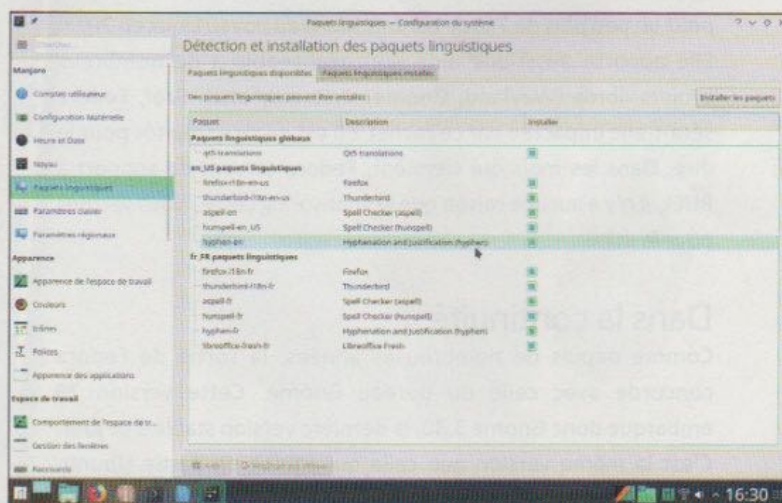 Paquets linguistiques — Configuration du système
Chercher...
Détection et installation des paquets linguistiques
Manjaro
Comptes utilisateur
Configuration Matérielle
Heure et Date
Noyau
Paquets linguistiques
Paramètres clavier
Paramètres régionaux
Apparence
Apparence de l'espace de travail
Couleurs
Icônes
Polices
Apparence des applications
Espace de travail
Comportement de l'espace de tr...
Gestion des fenêtres
Raccourcis
Paquets linguistiques disponibles
Paquets linguistiques installés
Des paquets linguistiques peuvent être installés
Installer les paquets
Paquet Description Installer
Paquets linguistiques globaux
qt5-translations Qt5 translations
en_US paquets linguistiques
firefox-i18n-en-us Firefox
thunderbird-i18n-en-us Thunderbird
aspell-en Spell Checker (aspell)
hunspell-en_US Spell Checker (hunspell)
hyphen-en Hyphenation and Justification (hyphen)
fr_FR paquets linguistiques
firefox-i18n-fr Firefox
thunderbird-i18n-fr Thunderbird
aspell-fr Spell Checker (aspell)
hunspell-fr Spell Checker (hunspell)
hyphen-fr Hyphenation and Justification (hyphen)
libreoffice-fresh-fr LibreOffice Fresh
16:30